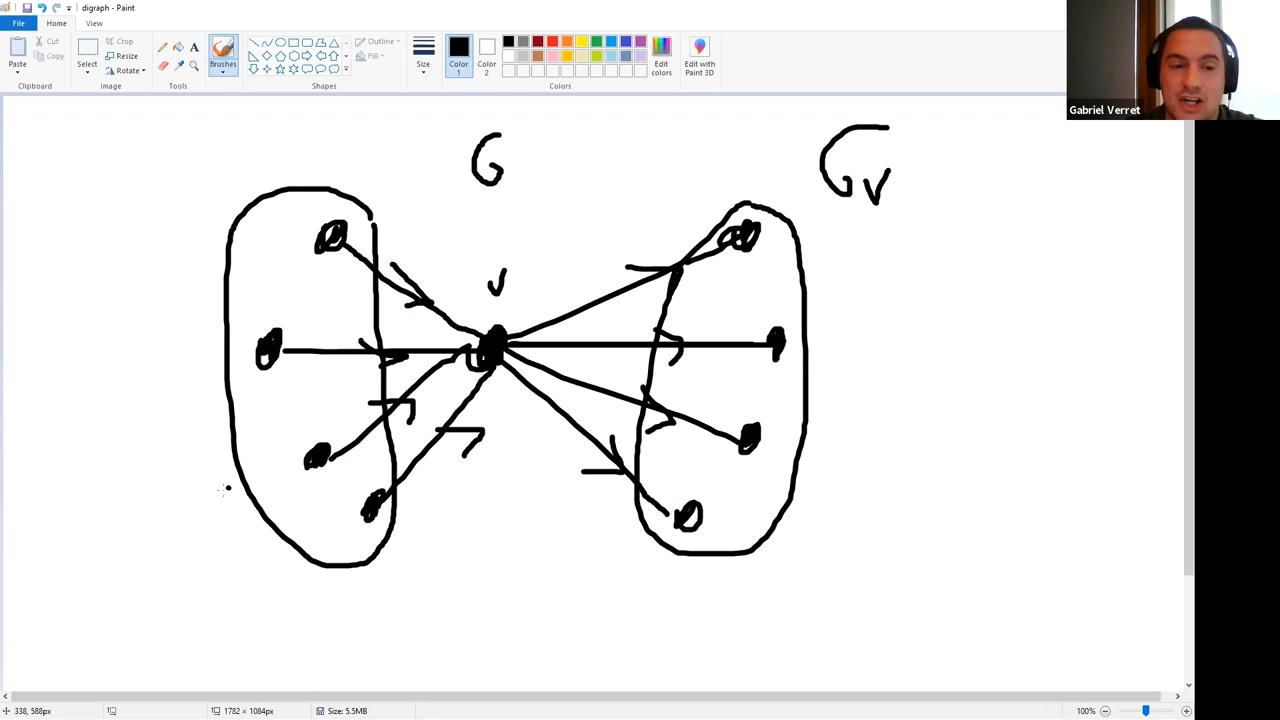 digraph - Paint
File Home View
Paste Cut Copy Select Crop Resize Rotate A Brushes Outline Fill Size Color 1 Color 2 Edit colors Edit with Paint 3D
Clipboard Image Tools Shapes Colors
Gabriel Verret
G
G_v
v
338, 588px 1782 × 1084px Size: 5.5MB 100%